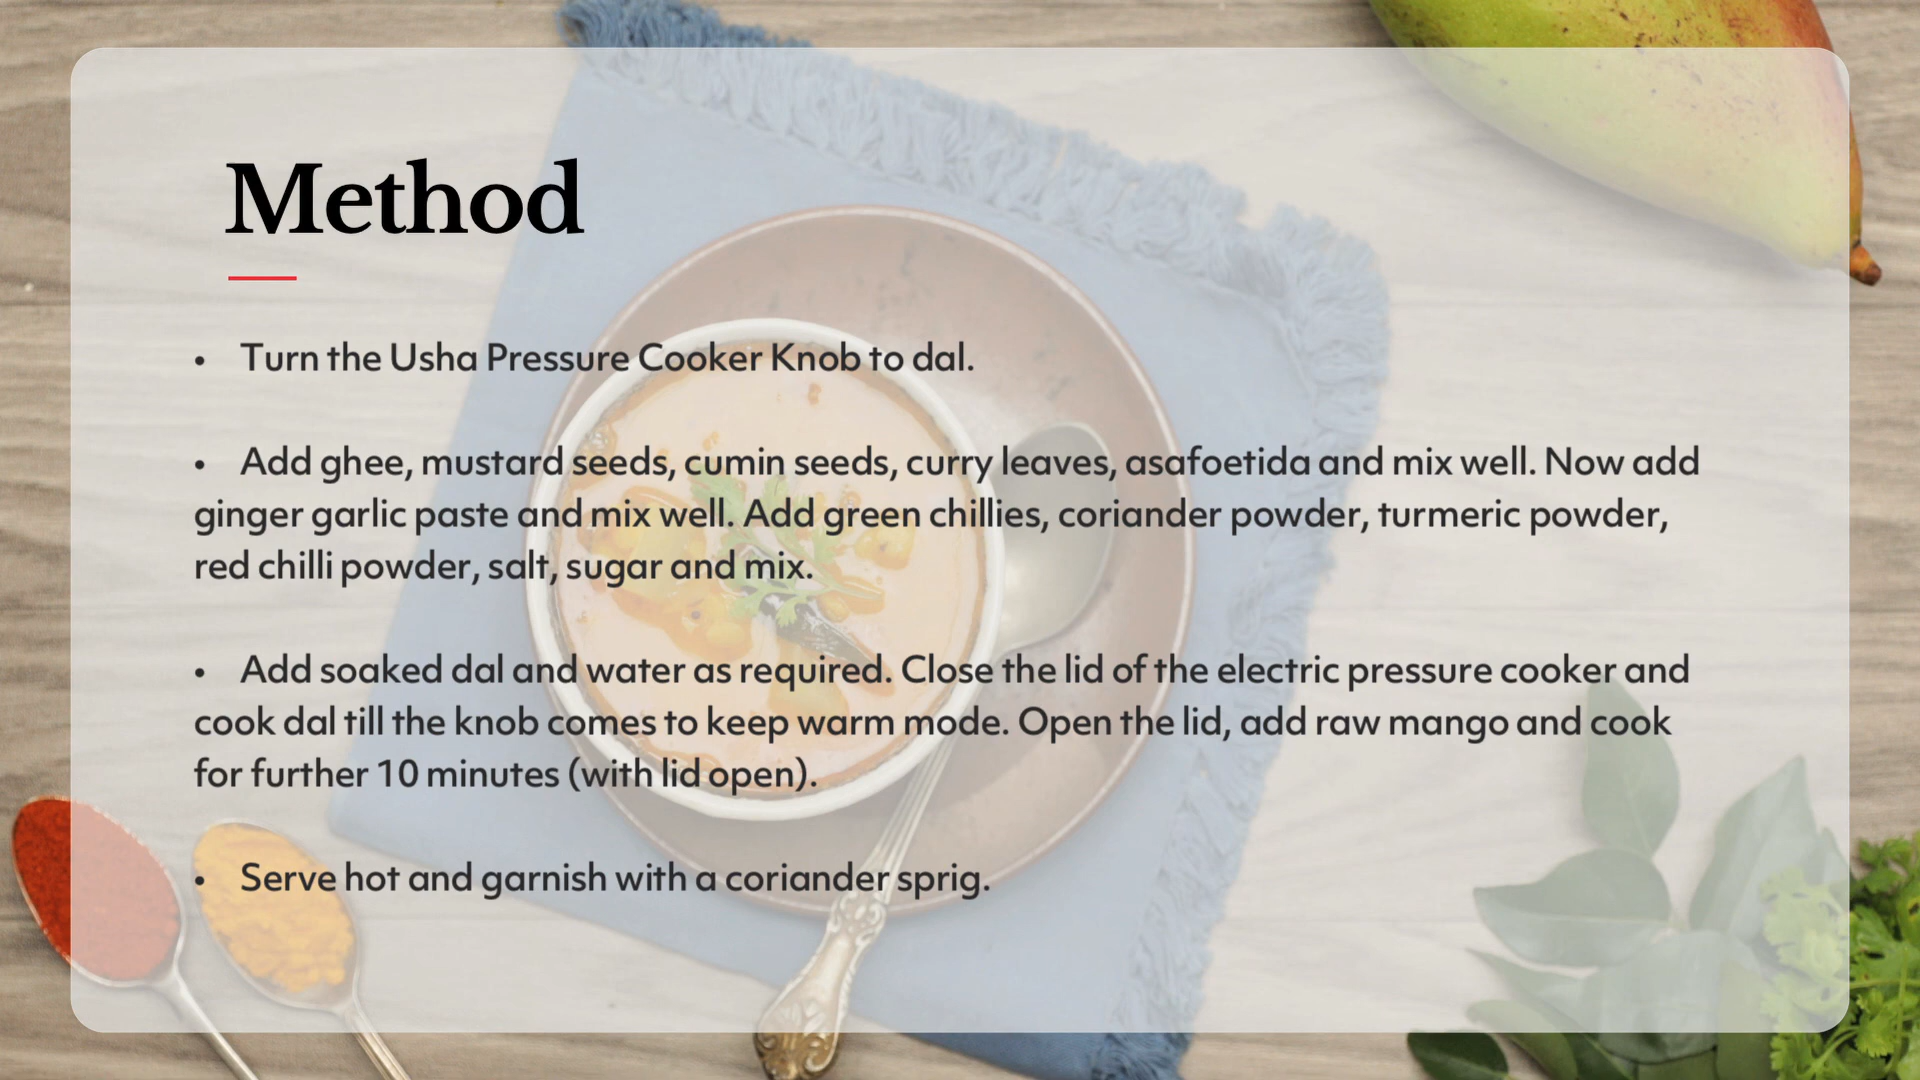 Method
• Turn the Usha Pressure Cooker Knob to dal.
• Add ghee, mustard seeds, cumin seeds, curry leaves, asafoetida and mix well. Now add
ginger garlic paste and mix well. Add green chillies, coriander powder, turmeric powder,
red chilli powder, salt, sugar and mix.
• Add soaked dal and water as required. Close the lid of the electric pressure cooker and
cook dal till the knob comes to keep warm mode. Open the lid, add raw mango and cook
for further 10 minutes (with lid open).
• Serve hot and garnish with a coriander sprig.